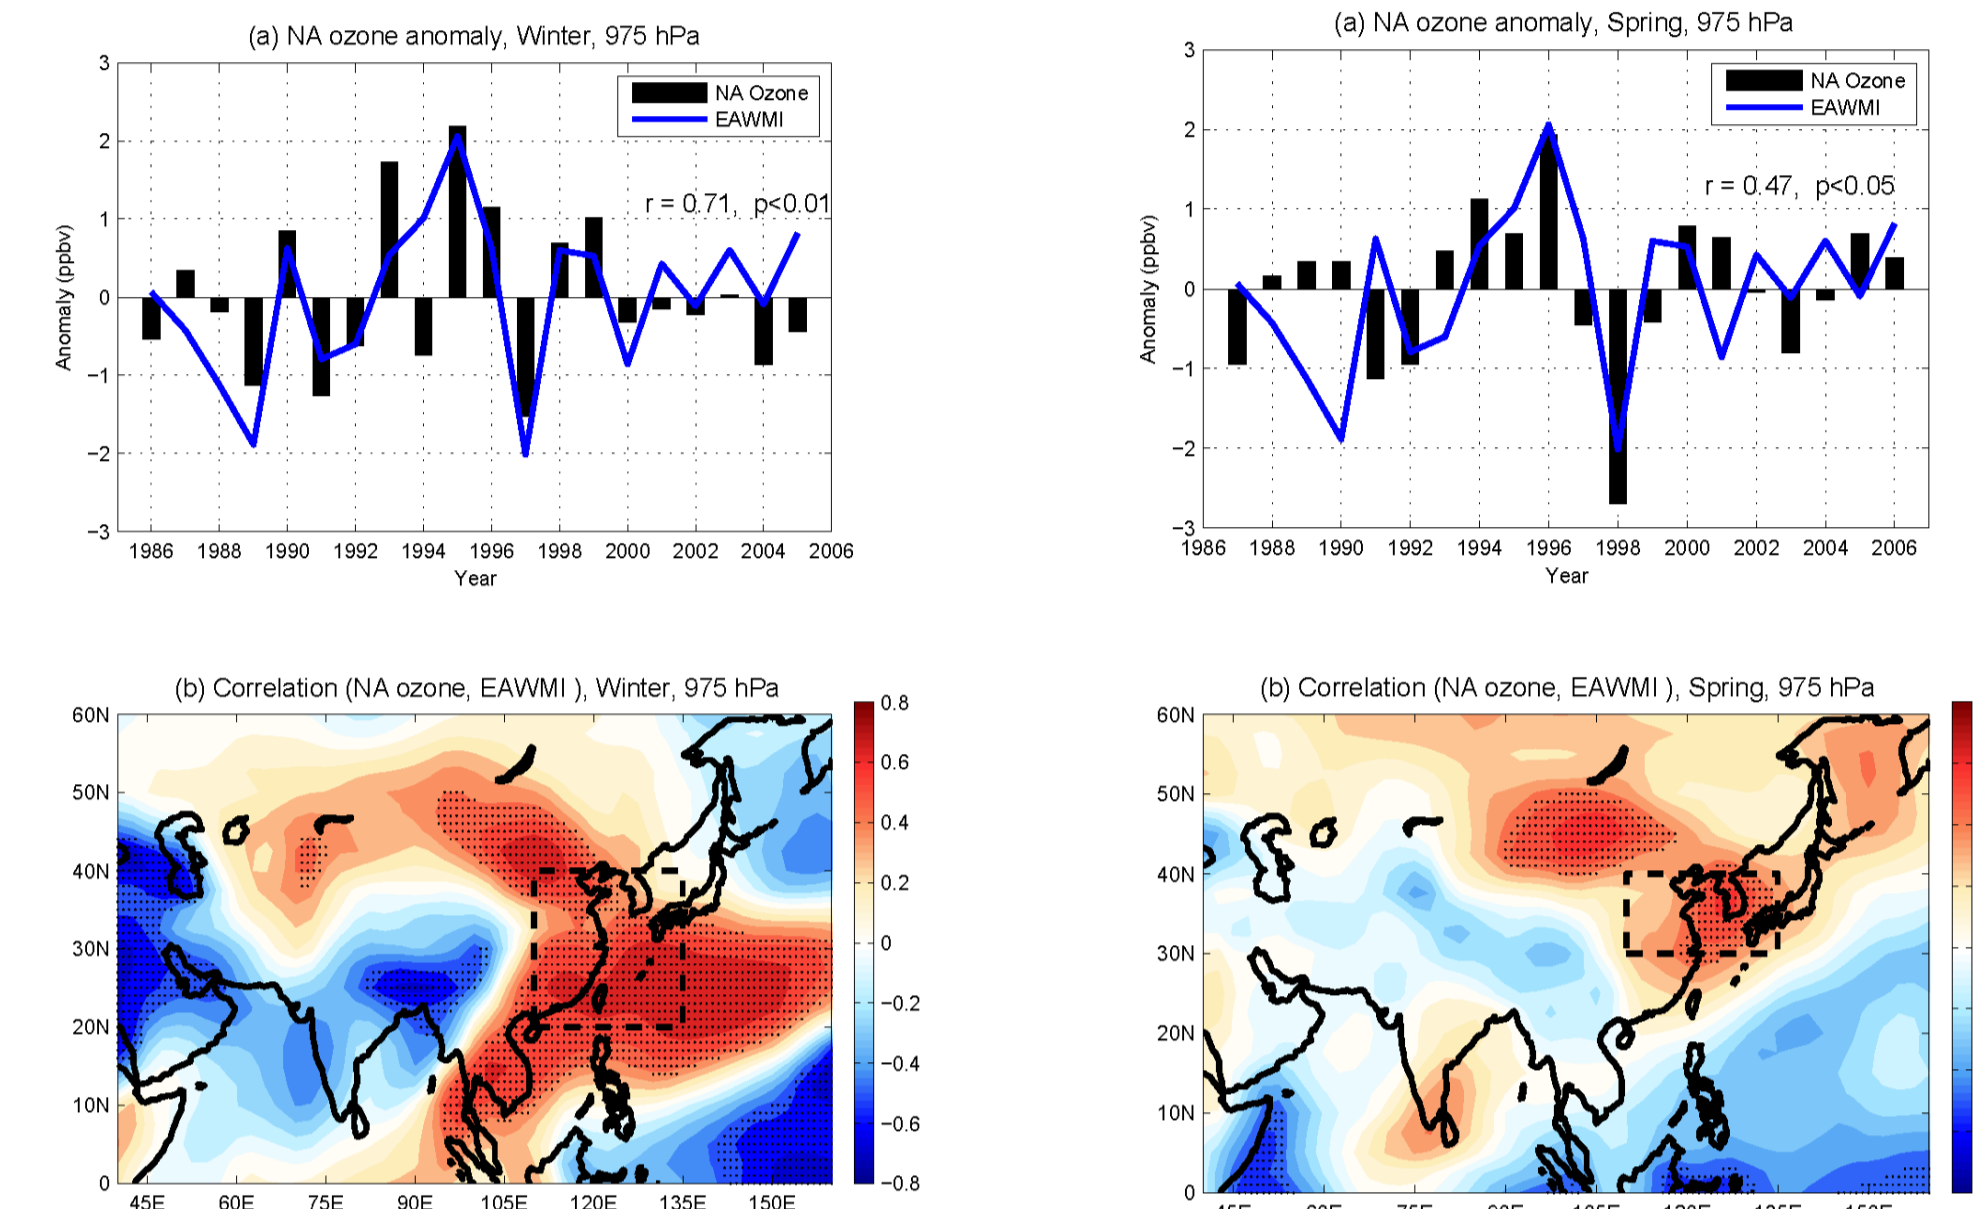 (a) NA ozone anomaly, Winter, 975 hPa
3
2
1
0
−1
−2
−3
Anomaly (ppbv)
NA Ozone
EAWMI
r = 0.71, p<0.01
1986 1988 1990 1992 1994 1996 1998 2000 2002 2004 2006
Year
(a) NA ozone anomaly, Spring, 975 hPa
3
2
1
0
−1
−2
−3
Anomaly (ppbv)
NA Ozone
EAWMI
r = 0.47, p<0.05
1986 1988 1990 1992 1994 1996 1998 2000 2002 2004 2006
Year
(b) Correlation (NA ozone, EAWMI ), Winter, 975 hPa
60N
50N
40N
30N
20N
10N
0
45E 60E 75E 90E 105E 120E 135E 150E
0.8
0.6
0.4
0.2
0
−0.2
−0.4
−0.6
−0.8
(b) Correlation (NA ozone, EAWMI ), Spring, 975 hPa
60N
50N
40N
30N
20N
10N
0